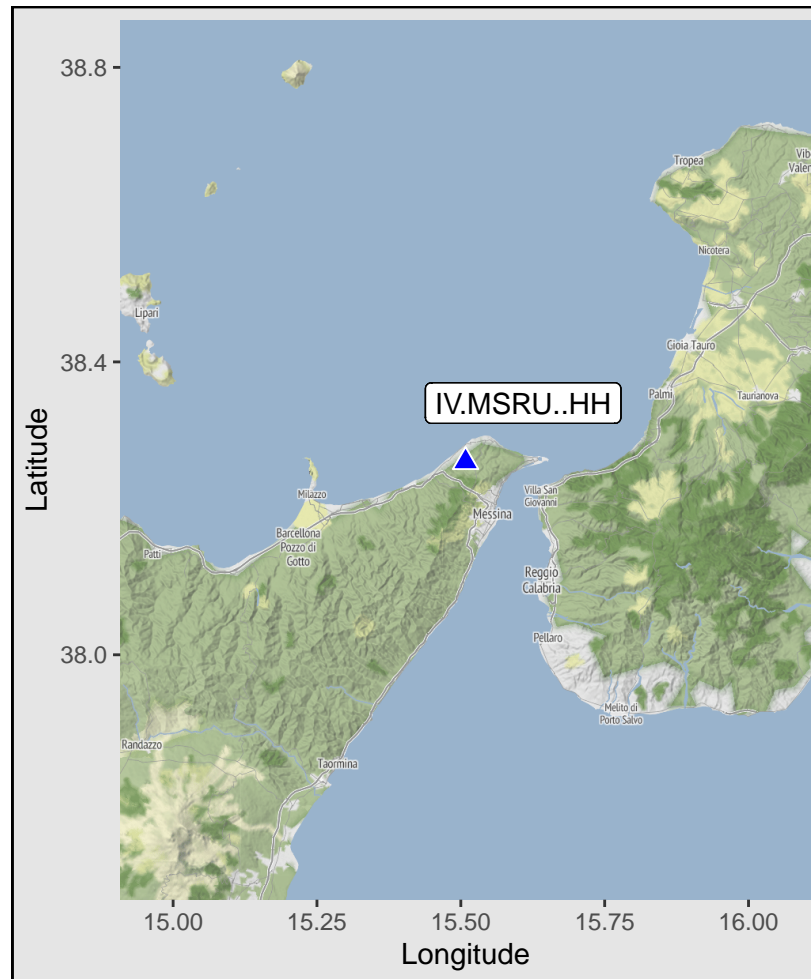 38.8
Tropea
Nicotera
Lipari
38.4
Gioia Tauro
IV.MSRU..HH
Palmi
Taurianova
Latitude
Milazzo
Villa San
Giovanni
Messina
Barcellona
Pozzo di
Gotto
Patti
Reggio
Calabria
38.0
Pellaro
Melito di
Porto Salvo
Randazzo
Taormina
15.00
15.25
15.50
15.75
16.00
Longitude